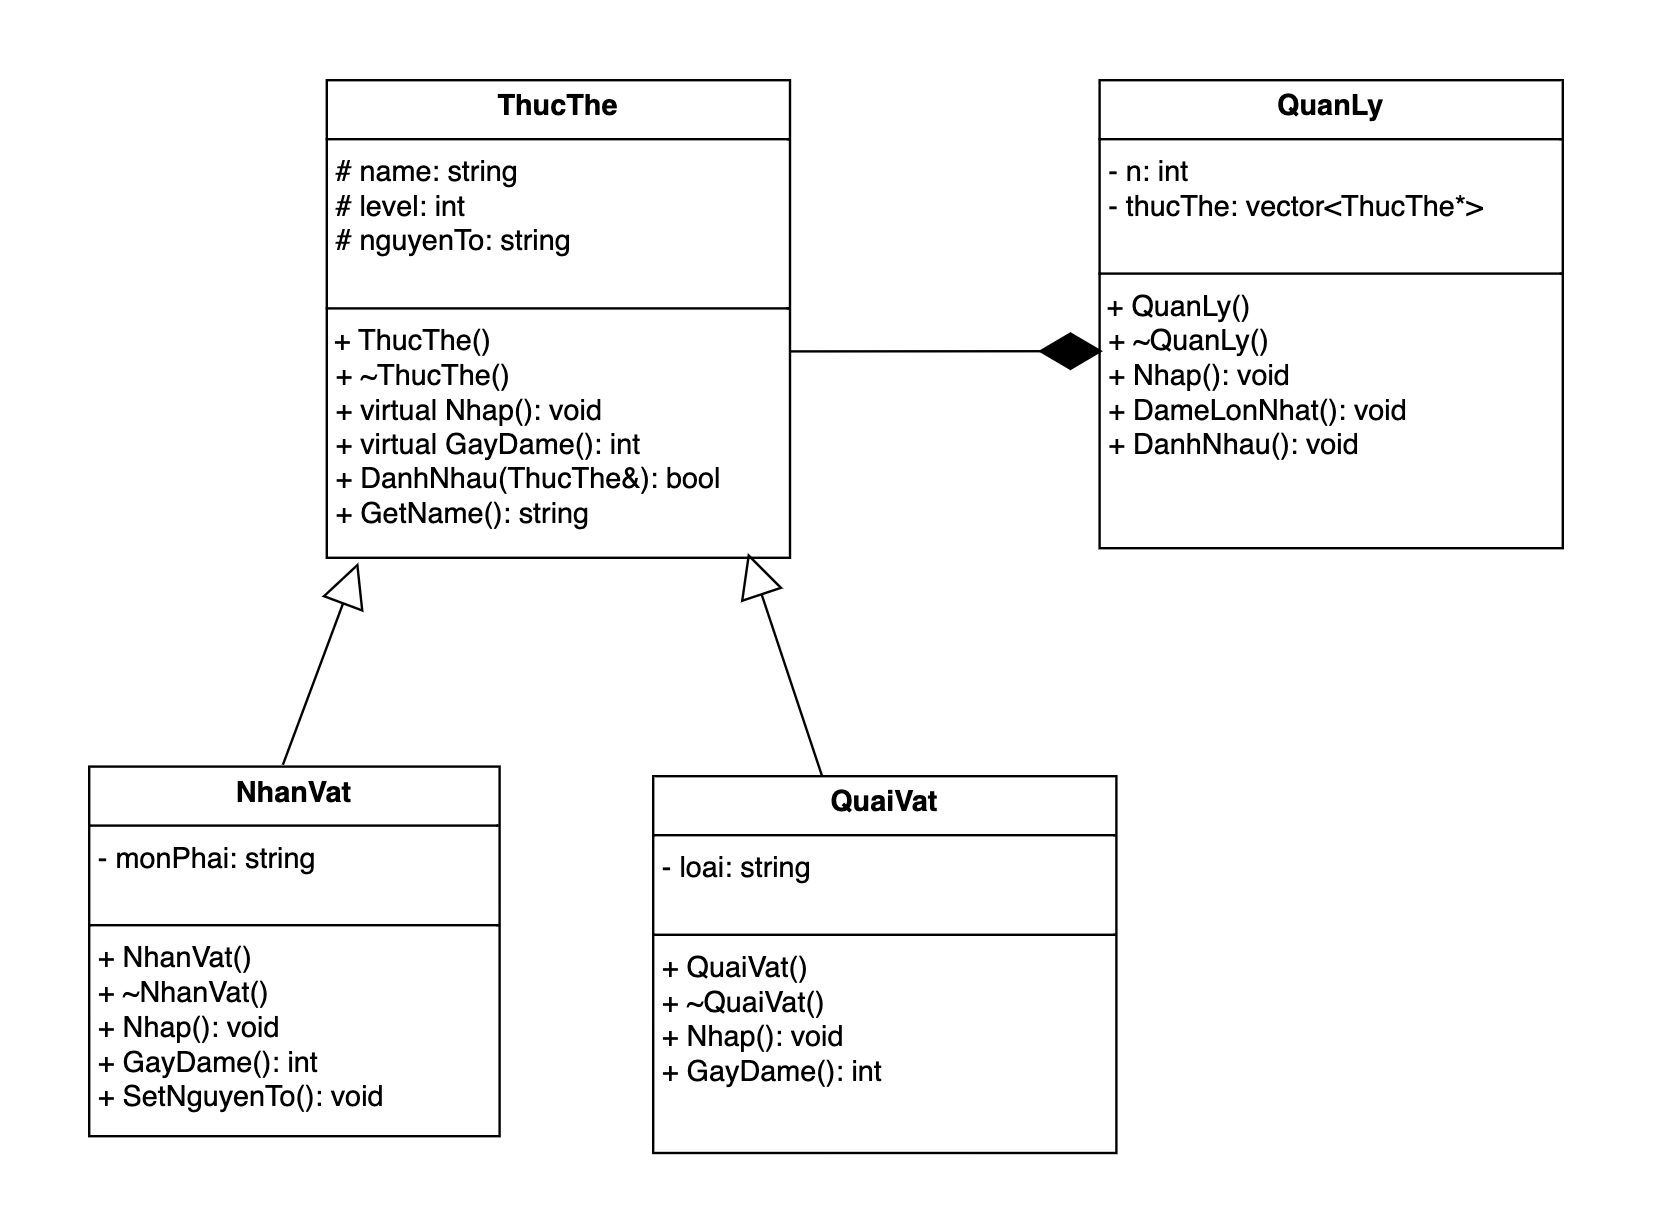 ThucThe
# name: string
# level: int
# nguyenTo: string
+ ThucThe()
+ ~ThucThe()
+ virtual Nhap(): void
+ virtual GayDame(): int
+ DanhNhau(ThucThe&): bool
+ GetName(): string
QuanLy
- n: int
- thucThe: vector<ThucThe*>
+ QuanLy()
+ ~QuanLy()
+ Nhap(): void
+ DameLonNhat(): void
+ DanhNhau(): void
NhanVat
- monPhai: string
+ NhanVat()
+ ~NhanVat()
+ Nhap(): void
+ GayDame(): int
+ SetNguyenTo(): void
QuaiVat
- loai: string
+ QuaiVat()
+ ~QuaiVat()
+ Nhap(): void
+ GayDame(): int